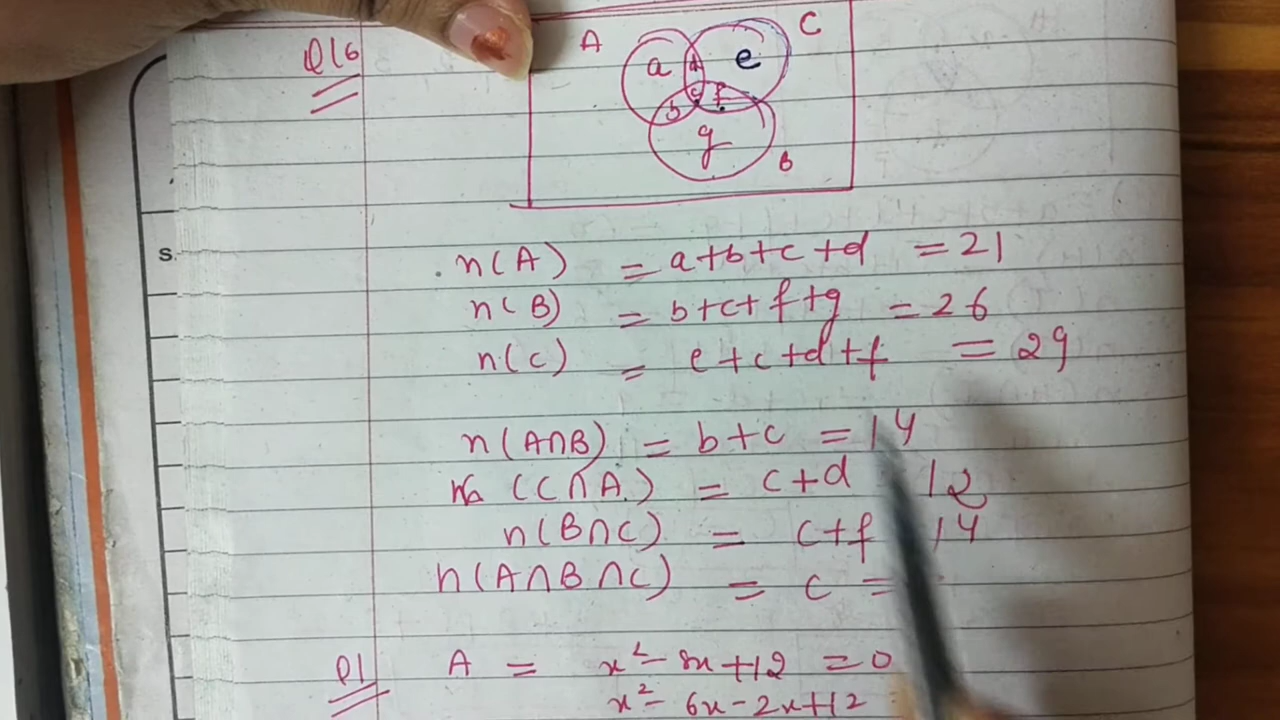 Q16
A
C
a
d
e
b
c
f
g
B
S.
n(A) = a+b+c+d = 21
n(B) = b+c+f+g = 26
n(c) = e+c+d+f = 29
n(A∩B) = b+c = 14
(C∩A) = c+d 12
n(B∩C) = c+f 14
n(A∩B∩C) = c =
Q1 A = x²-8x+12 = 0
x²-6x-2x+12